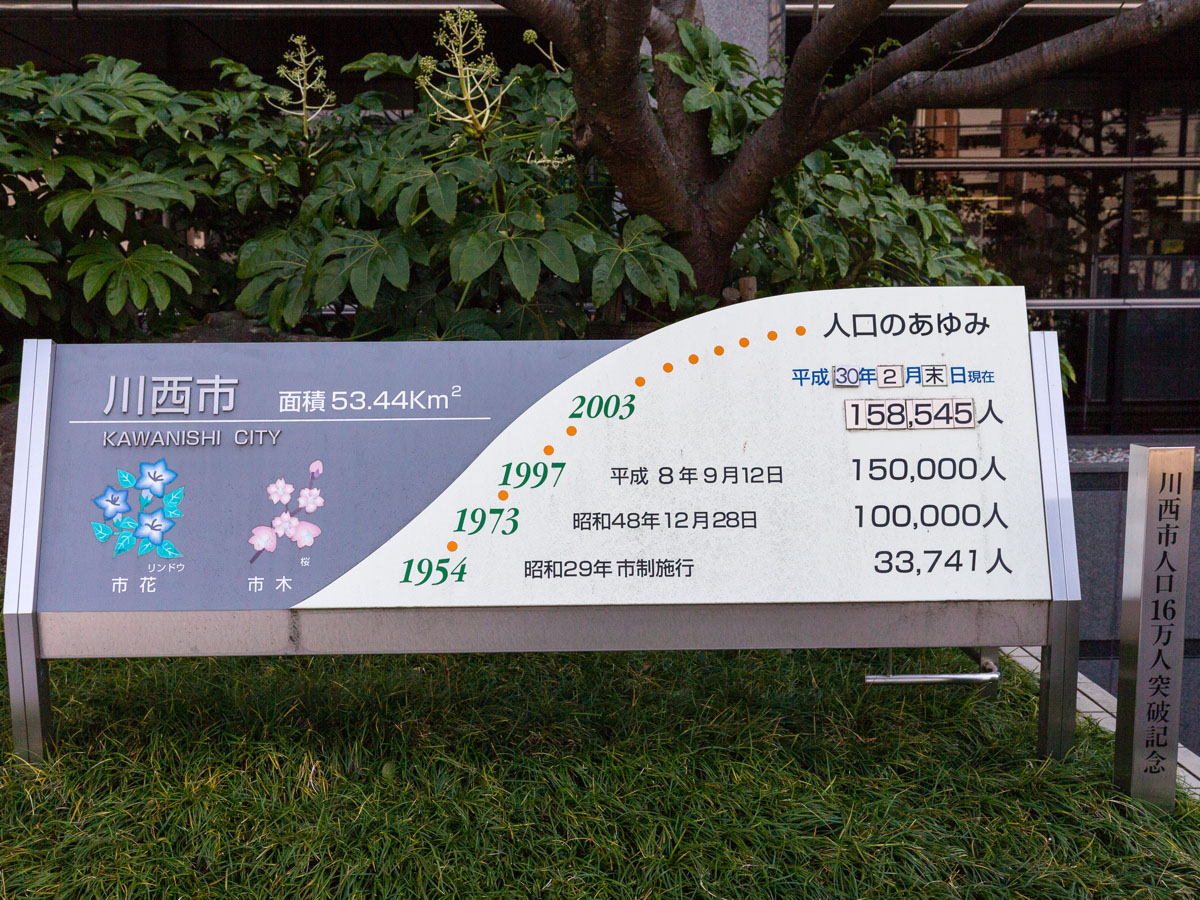 川西市 面積 53.44Km²
KAWANISHI CITY
リンドウ
市花
桜
市木
人口のあゆみ
平成30年2月末日現在
158,545人
2003
1997 平成 8年9月12日 150,000人
1973 昭和48年12月28日 100,000人
1954 昭和29年 市制施行 33,741人
川西市人口16万人突破記念